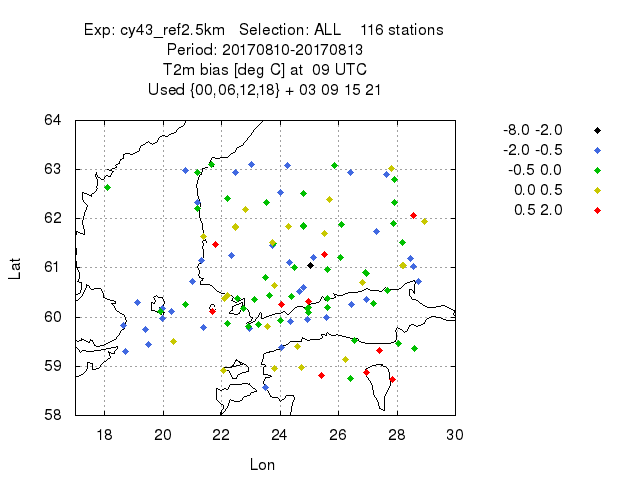 Exp: cy43_ref2.5km   Selection: ALL    116 stations
Period: 20170810-20170813
T2m bias [deg C] at  09 UTC
Used {00,06,12,18} + 03 09 15 21
64
63
62
61
60
59
58
Lat
18 20 22 24 26 28 30
Lon
-8.0 -2.0
-2.0 -0.5
-0.5 0.0
0.0 0.5
0.5 2.0